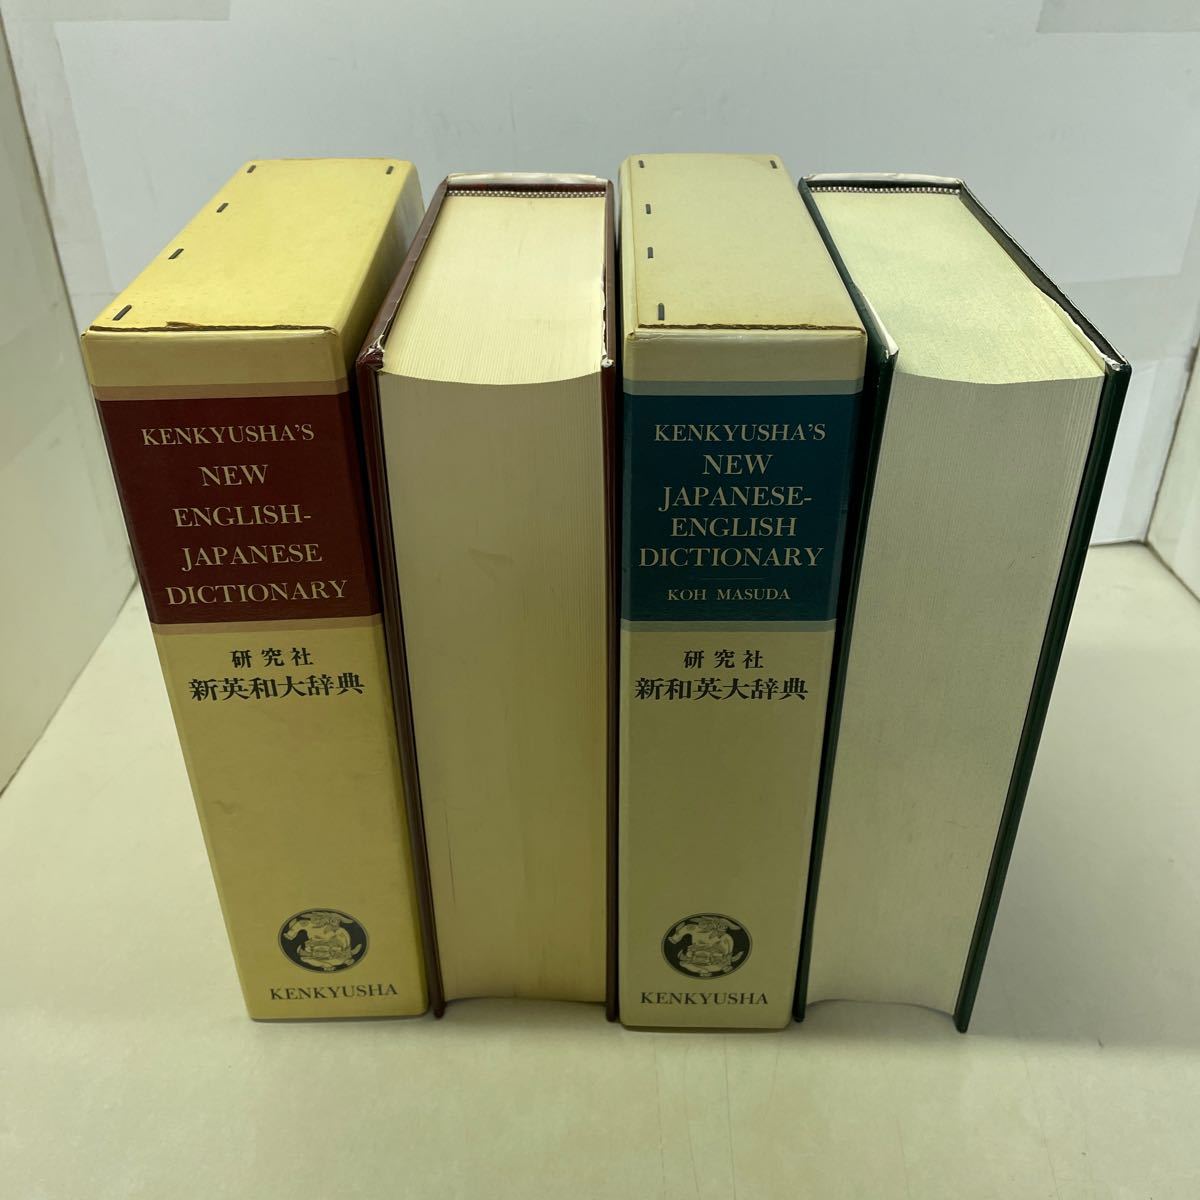 KENKYUSHA'S
NEW
ENGLISH-
JAPANESE
DICTIONARY
研究社
新英和大辞典
KENKYUSHA
KENKYUSHA'S
NEW
JAPANESE-
ENGLISH
DICTIONARY
KOH MASUDA
研究社
新和英大辞典
KENKYUSHA